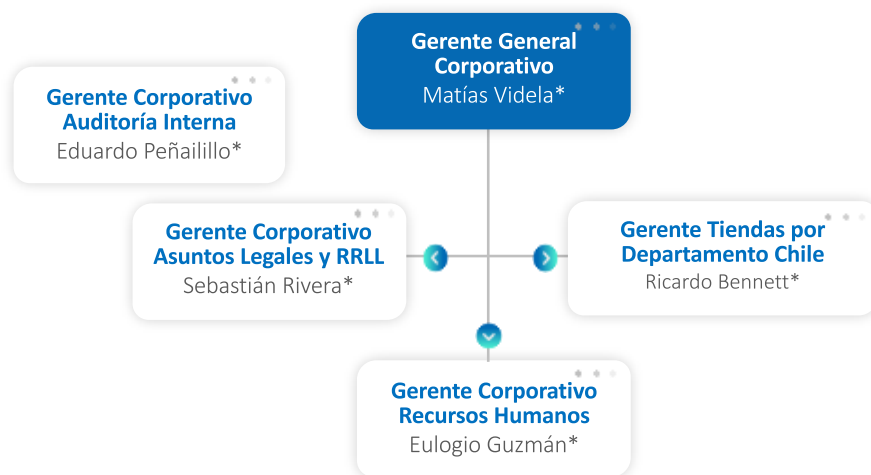 Gerente General
Corporativo
Matías Videla*
Gerente Corporativo
Auditoría Interna
Eduardo Peñailillo*
Gerente Corporativo
Asuntos Legales y RRLL
Sebastián Rivera*
Gerente Tiendas por
Departamento Chile
Ricardo Bennett*
Gerente Corporativo
Recursos Humanos
Eulogio Guzmán*